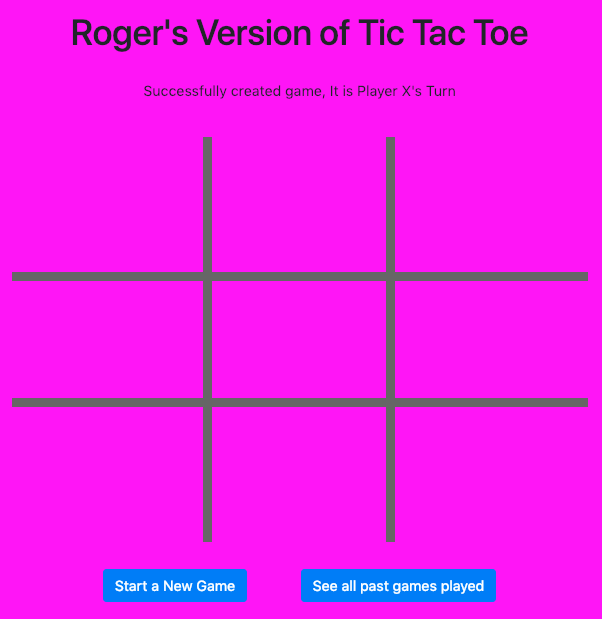 Roger's Version of Tic Tac Toe
Successfully created game, It is Player X's Turn
Start a New Game
See all past games played